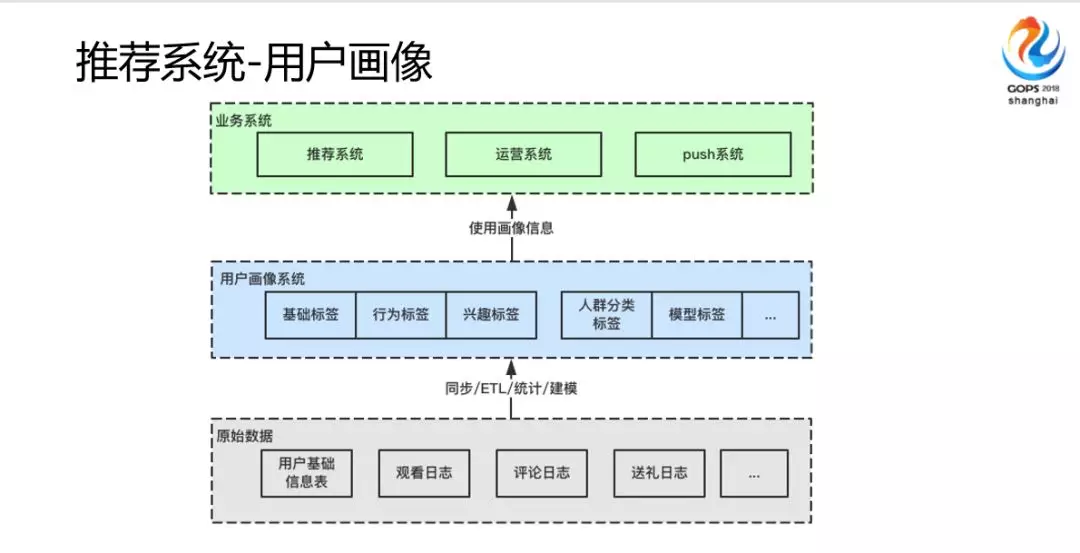 推荐系统-用户画像
GOPS 2018
shanghai
业务系统
推荐系统
运营系统
push系统
使用画像信息
用户画像系统
基础标签
行为标签
兴趣标签
人群分类
标签
模型标签
...
同步/ETL/统计/建模
原始数据
用户基础
信息表
观看日志
评论日志
送礼日志
...